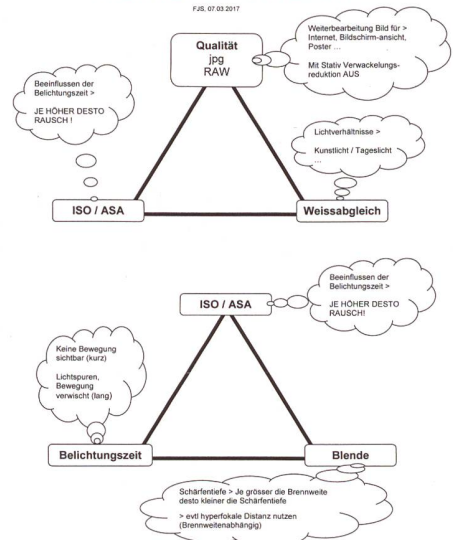 FJS, 07.03.2017
Qualität
jpg
RAW
Weiterbearbeitung Bild für >
Internet, Bildschirm-ansicht,
Poster ...
Mit Stativ Verwackelungs-
reduktion AUS
Beeinflussen der
Belichtungszeit >
JE HÖHER DESTO
RAUSCH !
Lichtverhältnisse >
Kunstlicht / Tageslicht
...
ISO / ASA
Weissabgleich
ISO / ASA
Beeinflussen der
Belichtungszeit >
JE HÖHER DESTO
RAUSCH!
Keine Bewegung
sichtbar (kurz)
Lichtspuren,
Bewegung
verwischt (lang)
Belichtungszeit
Blende
Schärfentiefe > Je grösser die Brennweite
desto kleiner die Schärfentiefe
> evtl hyperfokale Distanz nutzen
(Brennweitenabhängig)